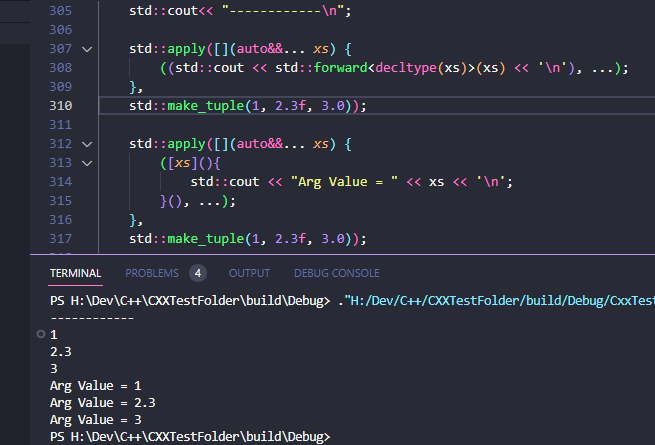 305 std::cout<< "------------\n";
306
307 std::apply([](auto&&... xs) {
308 ((std::cout << std::forward<decltype(xs)>(xs) << '\n'), ...);
309 },
310 std::make_tuple(1, 2.3f, 3.0));
311
312 std::apply([](auto&&... xs) {
313 ([xs](){
314 std::cout << "Arg Value = " << xs << '\n';
315 }(), ...);
316 },
317 std::make_tuple(1, 2.3f, 3.0));
TERMINAL PROBLEMS 4 OUTPUT DEBUG CONSOLE
PS H:\Dev\C++\CXXTestFolder\build\Debug> ."H:/Dev/C++/CXXTestFolder/build/Debug/CxxTest
------------
1
2.3
3
Arg Value = 1
Arg Value = 2.3
Arg Value = 3
PS H:\Dev\C++\CXXTestFolder\build\Debug>